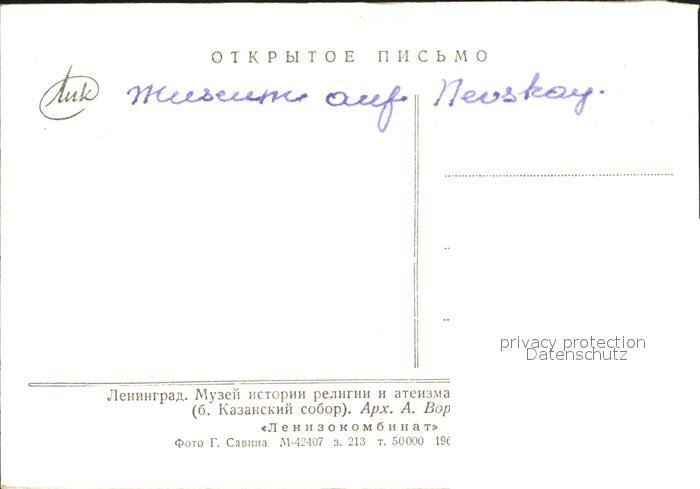 ОТКРЫТОЕ ПИСЬМО
Лик Museum auf Nevskay.
privacy protection
Datenschutz
Ленинград. Музей истории религии и атеизма
(б. Казанский собор). Арх. А. Вор
«Ленизокомбинат»
Фото Г. Савина М-42407 з. 213 т. 50000 196